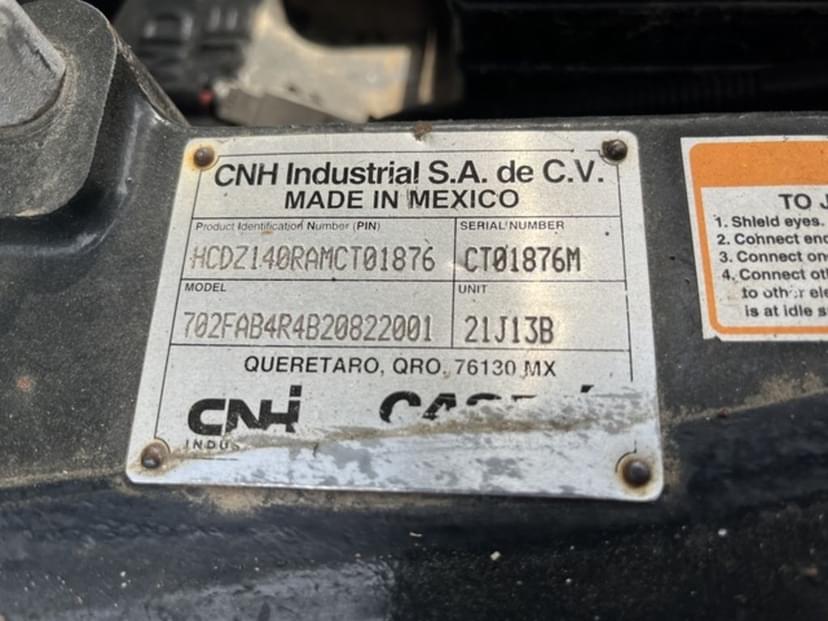 CNH Industrial S.A. de C.V.
MADE IN MEXICO
Product Identification Number (PIN)
HCDZ140RAMCT01876
SERIAL NUMBER
CT01876M
MODEL
702FAB4R4B20822001
UNIT
21J13B
QUERETARO, QRO, 76130 MX
CNH
TO
1. Shield eyes.
2. Connect
3. Connect
4. Connect
to other
is at idle